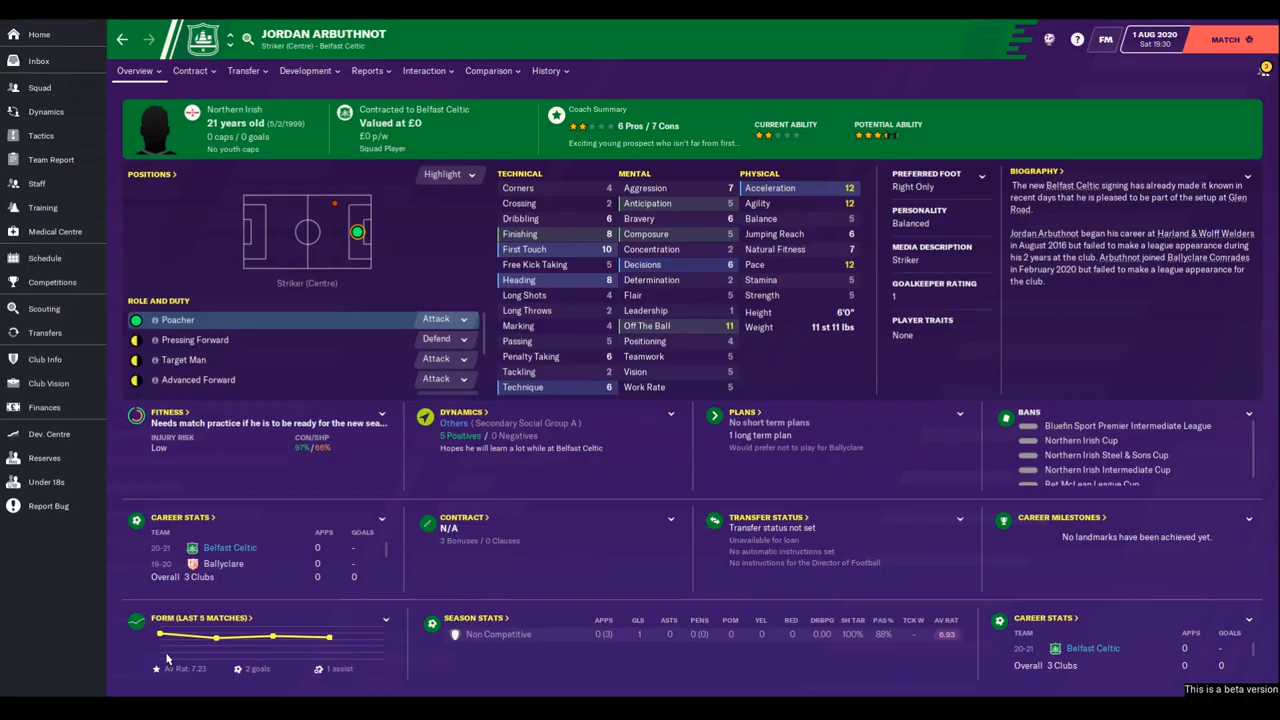 Home
Inbox
Squad
Dynamics
Tactics
Team Report
Staff
Training
Medical Centre
Schedule
Competitions
Scouting
Transfers
Club Info
Club Vision
Finances
Dev. Centre
Reserves
Under 18s
Report Bug
JORDAN ARBUTHNOT
Striker (Centre) - Belfast Celtic
FM
1 AUG 2020
Sat 19:30
MATCH
3
Overview Contract Transfer Development Reports Interaction Comparison History
Northern Irish
21 years old (5/2/1999)
0 caps / 0 goals
No youth caps
Contracted to Belfast Celtic
Valued at £0
£0 p/w
Squad Player
Coach Summary
6 Pros / 7 Cons
Exciting young prospect who isn't far from first...
CURRENT ABILITY
POTENTIAL ABILITY
POSITIONS >
Highlight
Striker (Centre)
ROLE AND DUTY
Poacher Attack
Pressing Forward Defend
Target Man Attack
Advanced Forward Attack
TECHNICAL
Corners 4
Crossing 2
Dribbling 6
Finishing 8
First Touch 10
Free Kick Taking 5
Heading 8
Long Shots 4
Long Throws 2
Marking 4
Passing 5
Penalty Taking 6
Tackling 2
Technique 6
MENTAL
Aggression 7
Anticipation 5
Bravery 6
Composure 5
Concentration 2
Decisions 6
Determination 2
Flair 5
Leadership 1
Off The Ball 11
Positioning 4
Teamwork 5
Vision 5
Work Rate 5
PHYSICAL
Acceleration 12
Agility 12
Balance 5
Jumping Reach 6
Natural Fitness 7
Pace 12
Stamina 5
Strength 5
Height 6'0"
Weight 11 st 11 lbs
PREFERRED FOOT
Right Only
PERSONALITY
Balanced
MEDIA DESCRIPTION
Striker
GOALKEEPER RATING
1
PLAYER TRAITS
None
BIOGRAPHY >
The new Belfast Celtic signing has already made it known in
recent days that he is pleased to be part of the setup at Glen
Road.
Jordan Arbuthnot began his career at Harland & Wolff Welders
in August 2016 but failed to make a league appearance during
his 2 years at the club. Arbuthnot joined Ballyclare Comrades
in February 2020 but failed to make a league appearance for
the club.
FITNESS >
Needs match practice if he is to be ready for the new sea...
INJURY RISK CON/SHP
Low 97%/66%
DYNAMICS >
Others ( Secondary Social Group A )
5 Positives / 0 Negatives
Hopes he will learn a lot while at Belfast Celtic
PLANS >
No short term plans
1 long term plan
Would prefer not to play for Ballyclare
BANS
Bluefin Sport Premier Intermediate League
Northern Irish Cup
Northern Irish Steel & Sons Cup
Northern Irish Intermediate Cup
Bet McLean League Cup
CAREER STATS >
TEAM APPS GOALS
20-21 Belfast Celtic 0 -
19-20 Ballyclare 0 -
Overall 3 Clubs 0 0
CONTRACT >
N/A
3 Bonuses / 0 Clauses
TRANSFER STATUS >
Transfer status not set
Unavailable for loan
No automatic instructions set
No instructions for the Director of Football
CAREER MILESTONES >
No landmarks have been achieved yet.
FORM (LAST 5 MATCHES) >
Av Rat: 7.23 2 goals 1 assist
SEASON STATS > APPS GLS ASTS PENS POM YEL RED DRBPG SH TAR PAS % TCK W AV RAT
Non Competitive 0 (3) 1 0 0 (0) 0 0 0 0.00 100% 88% - 6.93
CAREER STATS >
TEAM APPS GOALS
20-21 Belfast Celtic 0 -
Overall 3 Clubs 0 0
This is a beta version